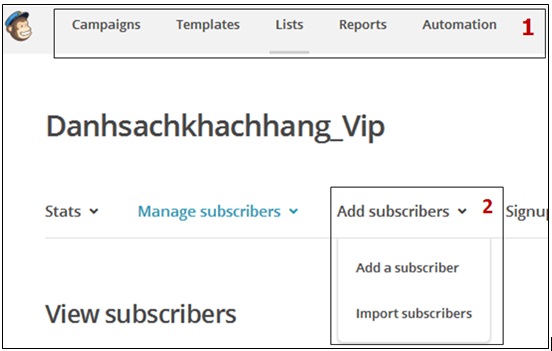 Campaigns Templates Lists Reports Automation 1
Danhsachkhachhang_Vip
Stats Manage subscribers Add subscribers 2 Signup
Add a subscriber
Import subscribers
View subscribers